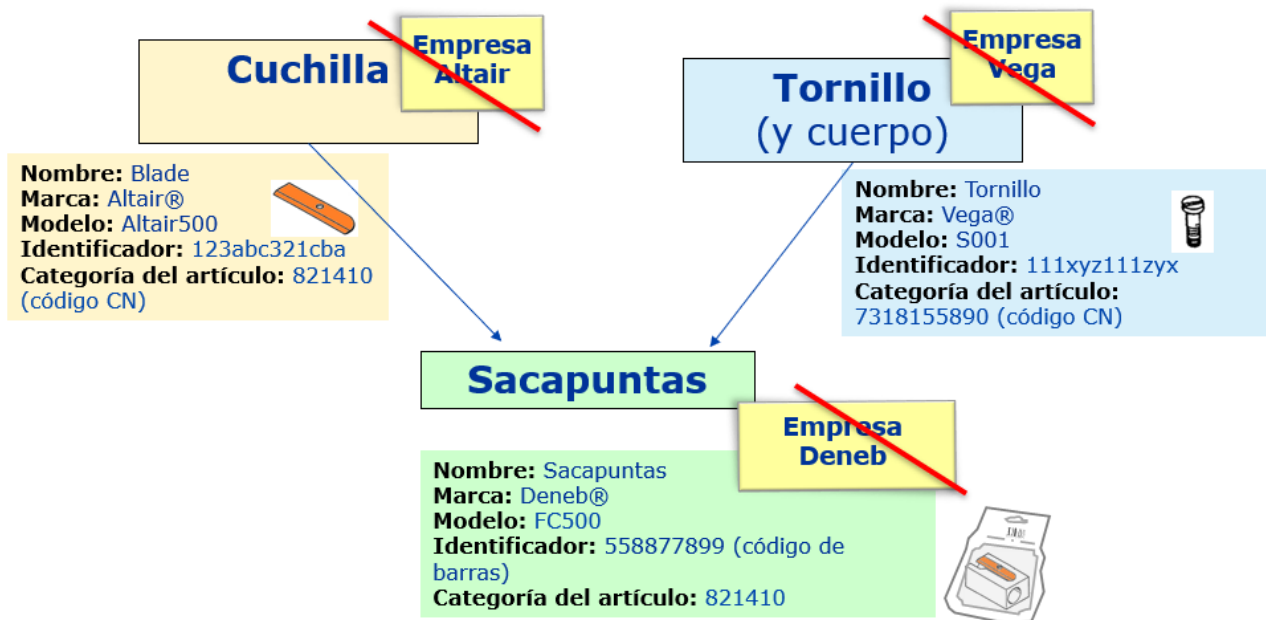 Cuchilla
Empresa
Altair
Empresa
Vega
Tornillo
(y cuerpo)
Nombre: Blade
Marca: Altair®
Modelo: Altair500
Identificador: 123abc321cba
Categoría del artículo: 821410
(código CN)
Nombre: Tornillo
Marca: Vega®
Modelo: S001
Identificador: 111xyz111zyx
Categoría del artículo:
7318155890 (código CN)
Sacapuntas
Empresa
Deneb
Nombre: Sacapuntas
Marca: Deneb®
Modelo: FC500
Identificador: 558877899 (código de
barras)
Categoría del artículo: 821410